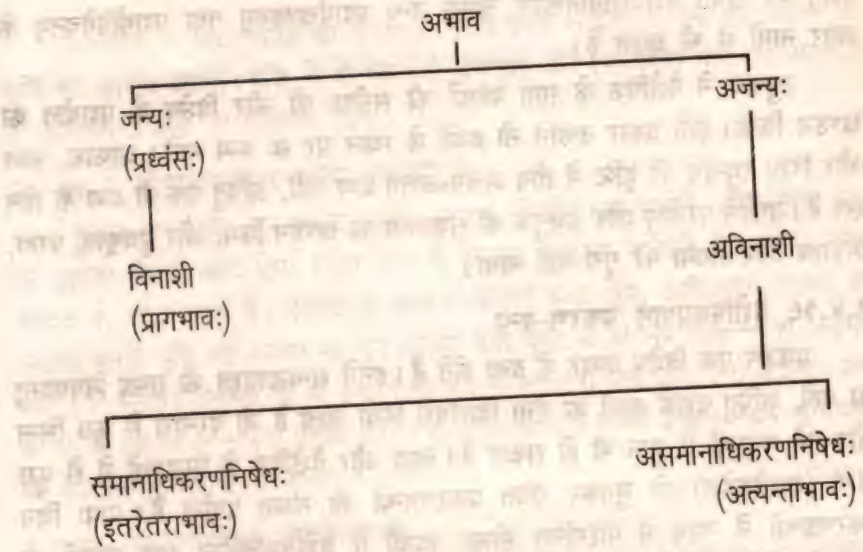 अभाव
जन्यः
(प्रध्वंसः)
अजन्यः
विनाशी
(प्रागभावः)
अविनाशी
समानाधिकरणनिषेधः
(इतरेतराभावः)
असमानाधिकरणनिषेधः
(अत्यन्ताभावः)